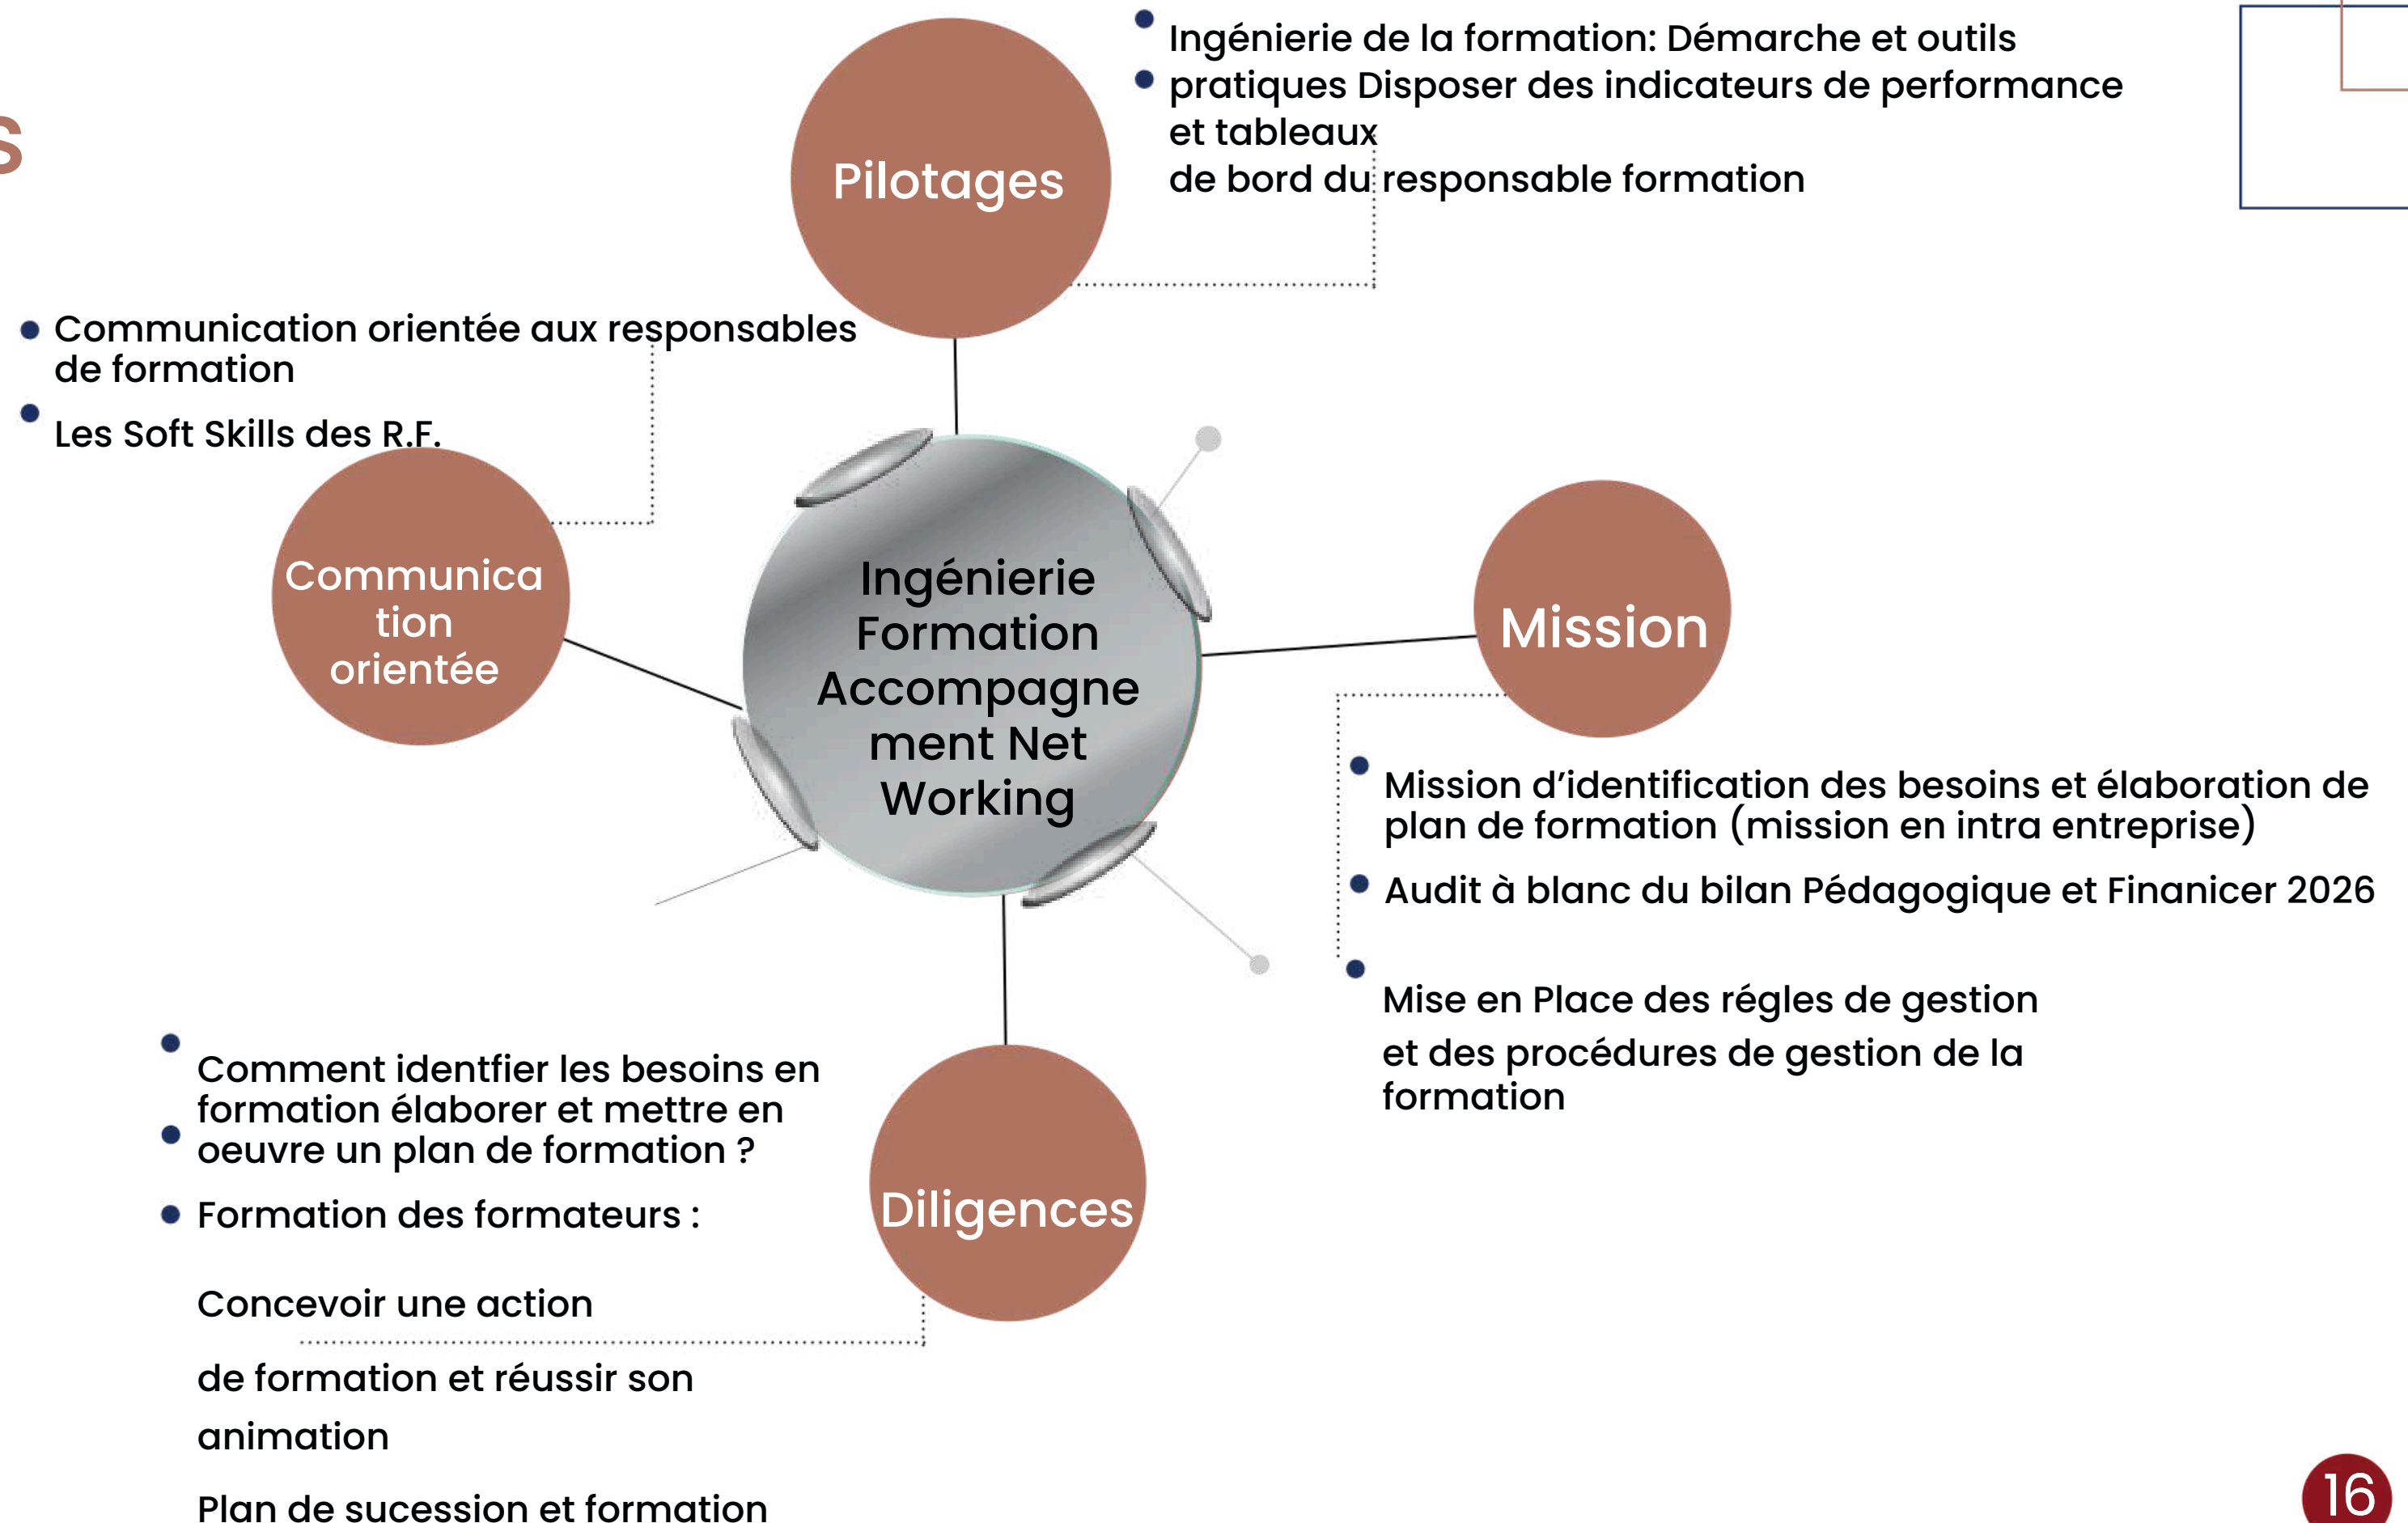 s
Pilotages
Ingénierie de la formation: Démarche et outils
pratiques Disposer des indicateurs de performance
et tableaux
de bord du responsable formation
Communication orientée aux responsables
de formation
Les Soft Skills des R.F.
Communica
tion
orientée
Ingénierie
Formation
Accompagne
ment Net
Working
Mission
Mission d’identification des besoins et élaboration de
plan de formation (mission en intra entreprise)
Audit à blanc du bilan Pédagogique et Finanicer 2026
Mise en Place des régles de gestion
et des procédures de gestion de la
formation
Comment identfier les besoins en
formation élaborer et mettre en
oeuvre un plan de formation ?
Formation des formateurs :
Concevoir une action
de formation et réussir son
animation
Plan de sucession et formation
Diligences
16